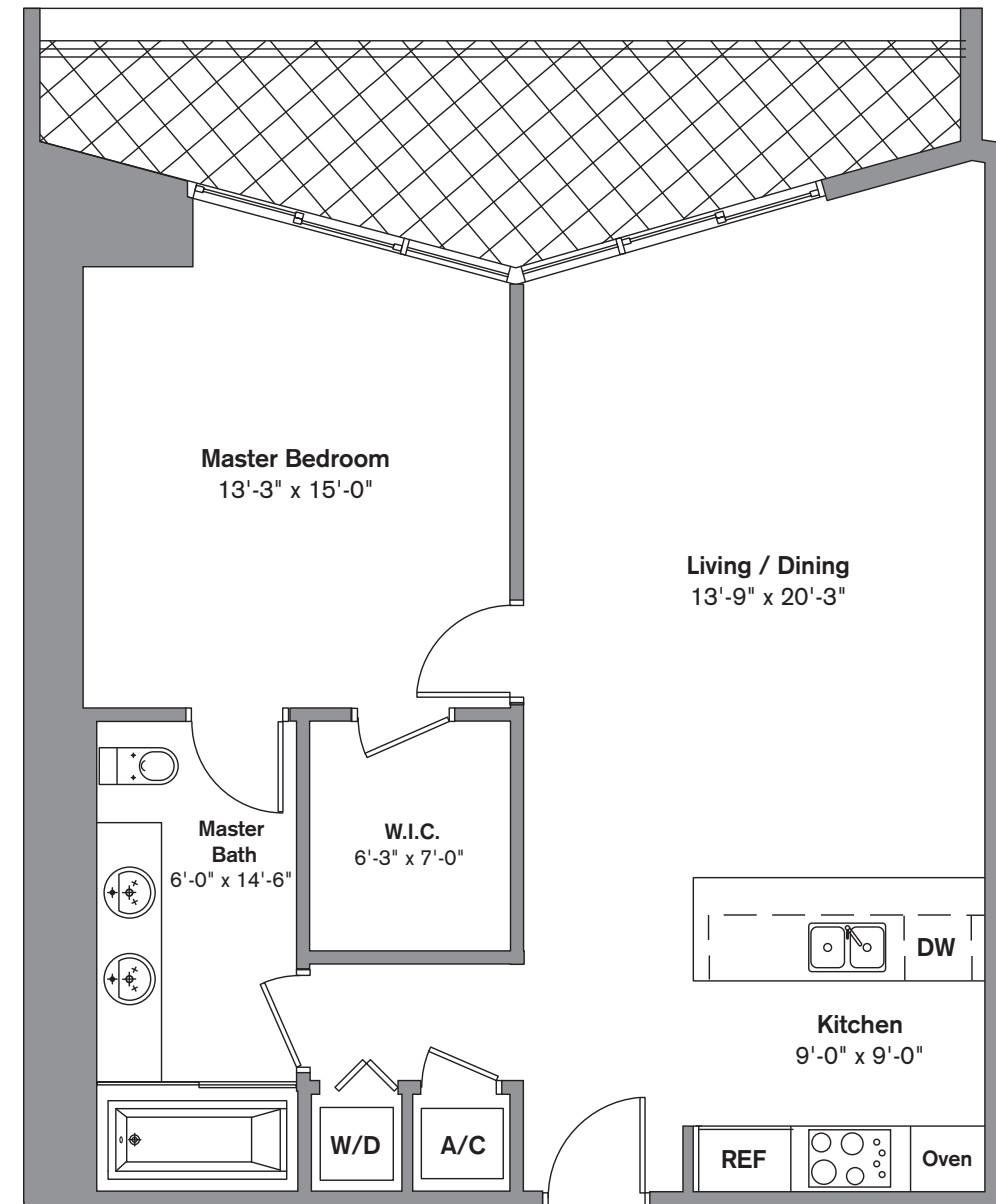 Master Bedroom
13'-3" x 15'-0"
Living / Dining
13'-9" x 20'-3"
Master
Bath
6'-0" x 14'-6"
W.I.C.
6'-3" x 7'-0"
DW
Kitchen
9'-0" x 9'-0"
W/D
A/C
REF
Oven